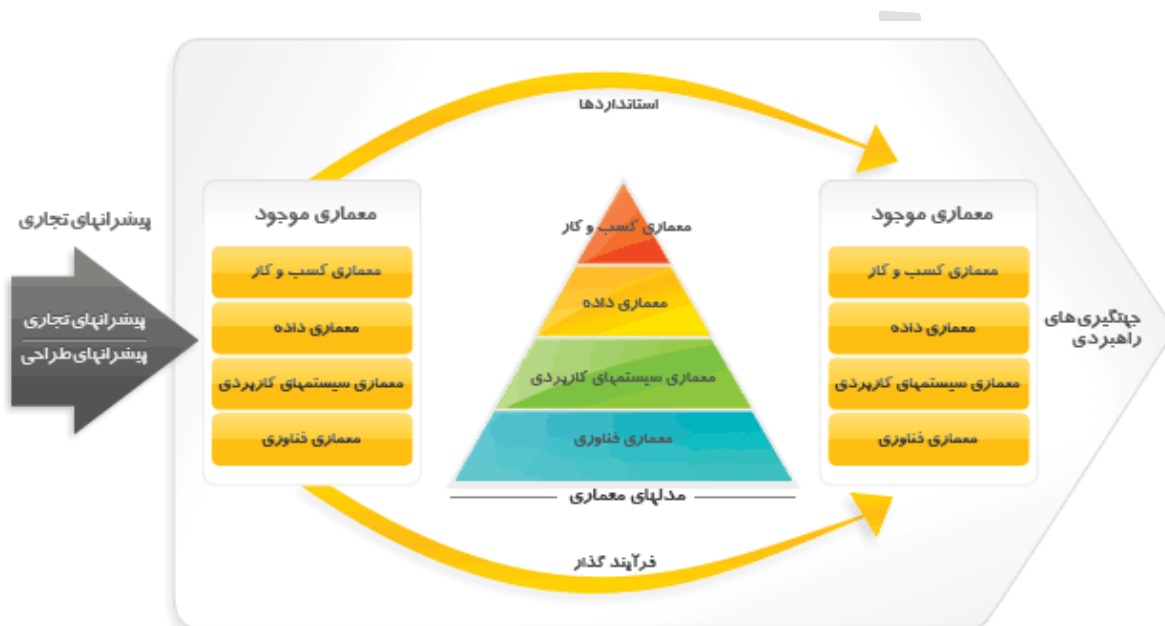 استانداردها
پیشرانهای تجاری
پیشرانهای تجاری
پیشرانهای طراحی
معماری موجود
معماری کسب و کار
معماری داده
معماری سیستمهای کاربردی
معماری فناوری
معماری کسب و کار
معماری داده
معماری سیستمهای کاربردی
معماری فناوری
مدلهای معماری
معماری موجود
معماری کسب و کار
معماری داده
معماری سیستمهای کاربردی
معماری فناوری
جهتگیری های
راهبردی
فرآیند گذار